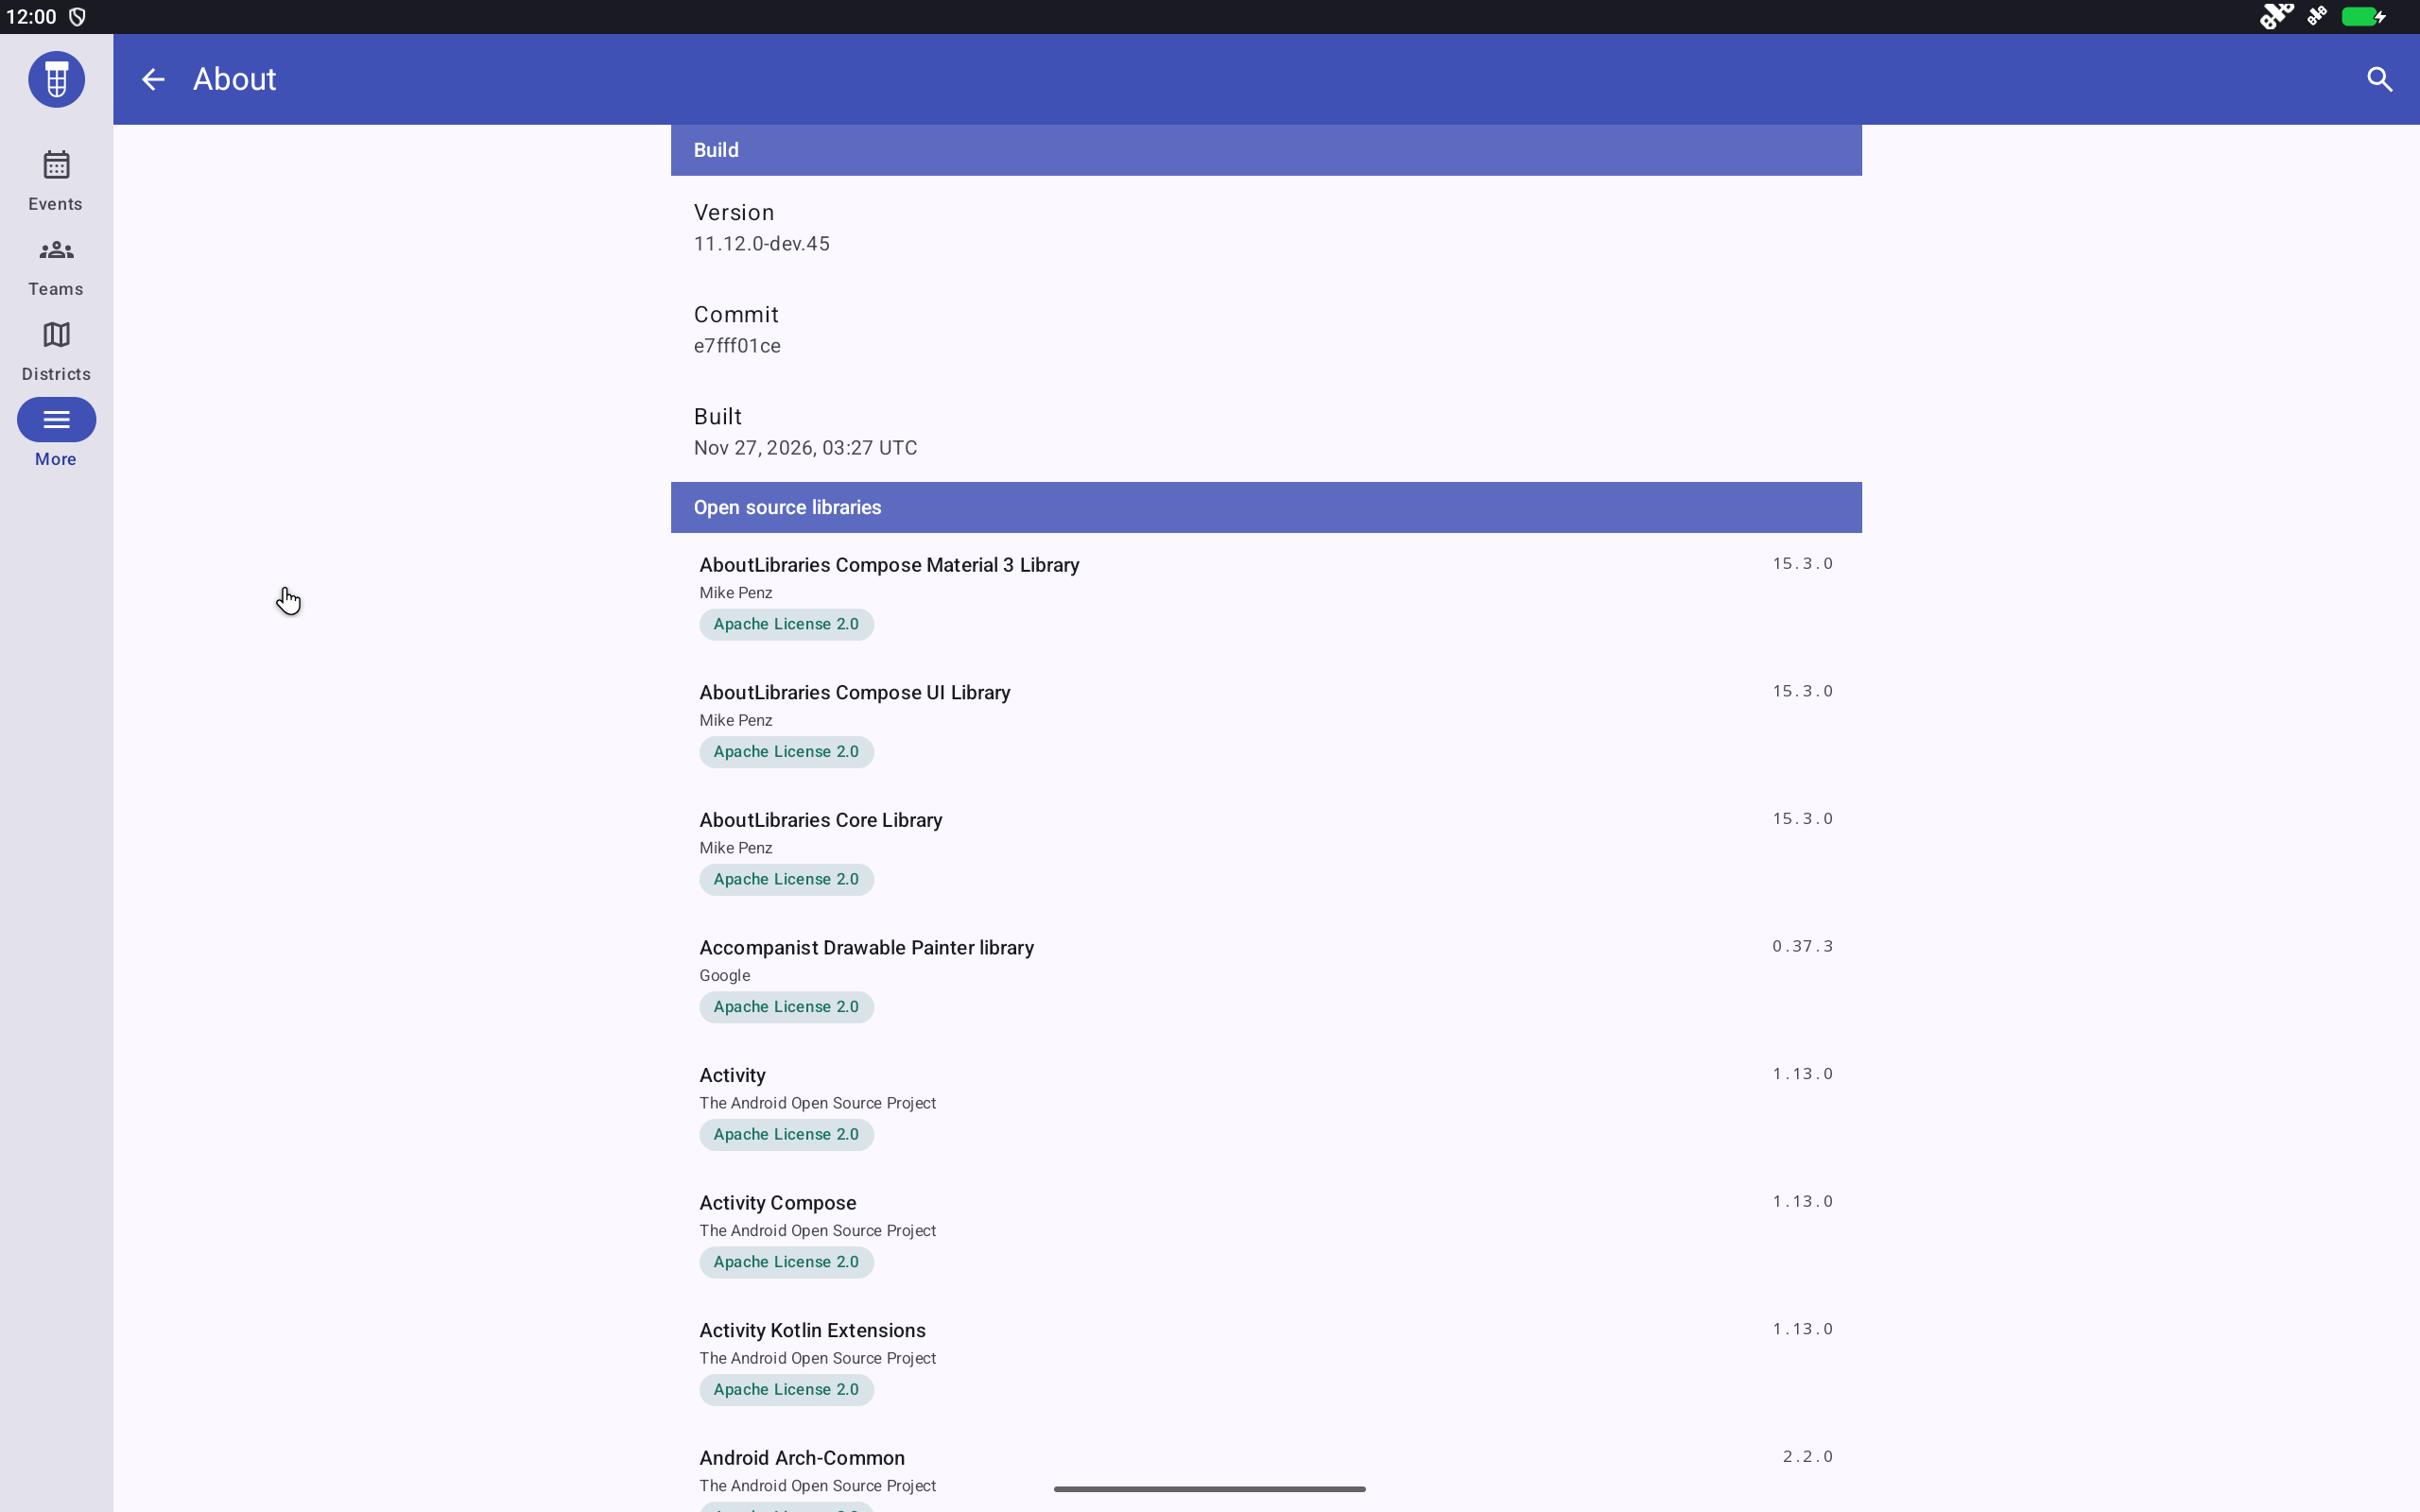 12:00
About
Events
Teams
Districts
More
Build
Version
11.12.0-dev.45
Commit
e7fff01ce
Built
Nov 27, 2026, 03:27 UTC
Open source libraries
AboutLibraries Compose Material 3 Library 15.3.0
Mike Penz
Apache License 2.0
AboutLibraries Compose UI Library 15.3.0
Mike Penz
Apache License 2.0
AboutLibraries Core Library 15.3.0
Mike Penz
Apache License 2.0
Accompanist Drawable Painter library 0.37.3
Google
Apache License 2.0
Activity 1.13.0
The Android Open Source Project
Apache License 2.0
Activity Compose 1.13.0
The Android Open Source Project
Apache License 2.0
Activity Kotlin Extensions 1.13.0
The Android Open Source Project
Apache License 2.0
Android Arch-Common 2.2.0
The Android Open Source Project